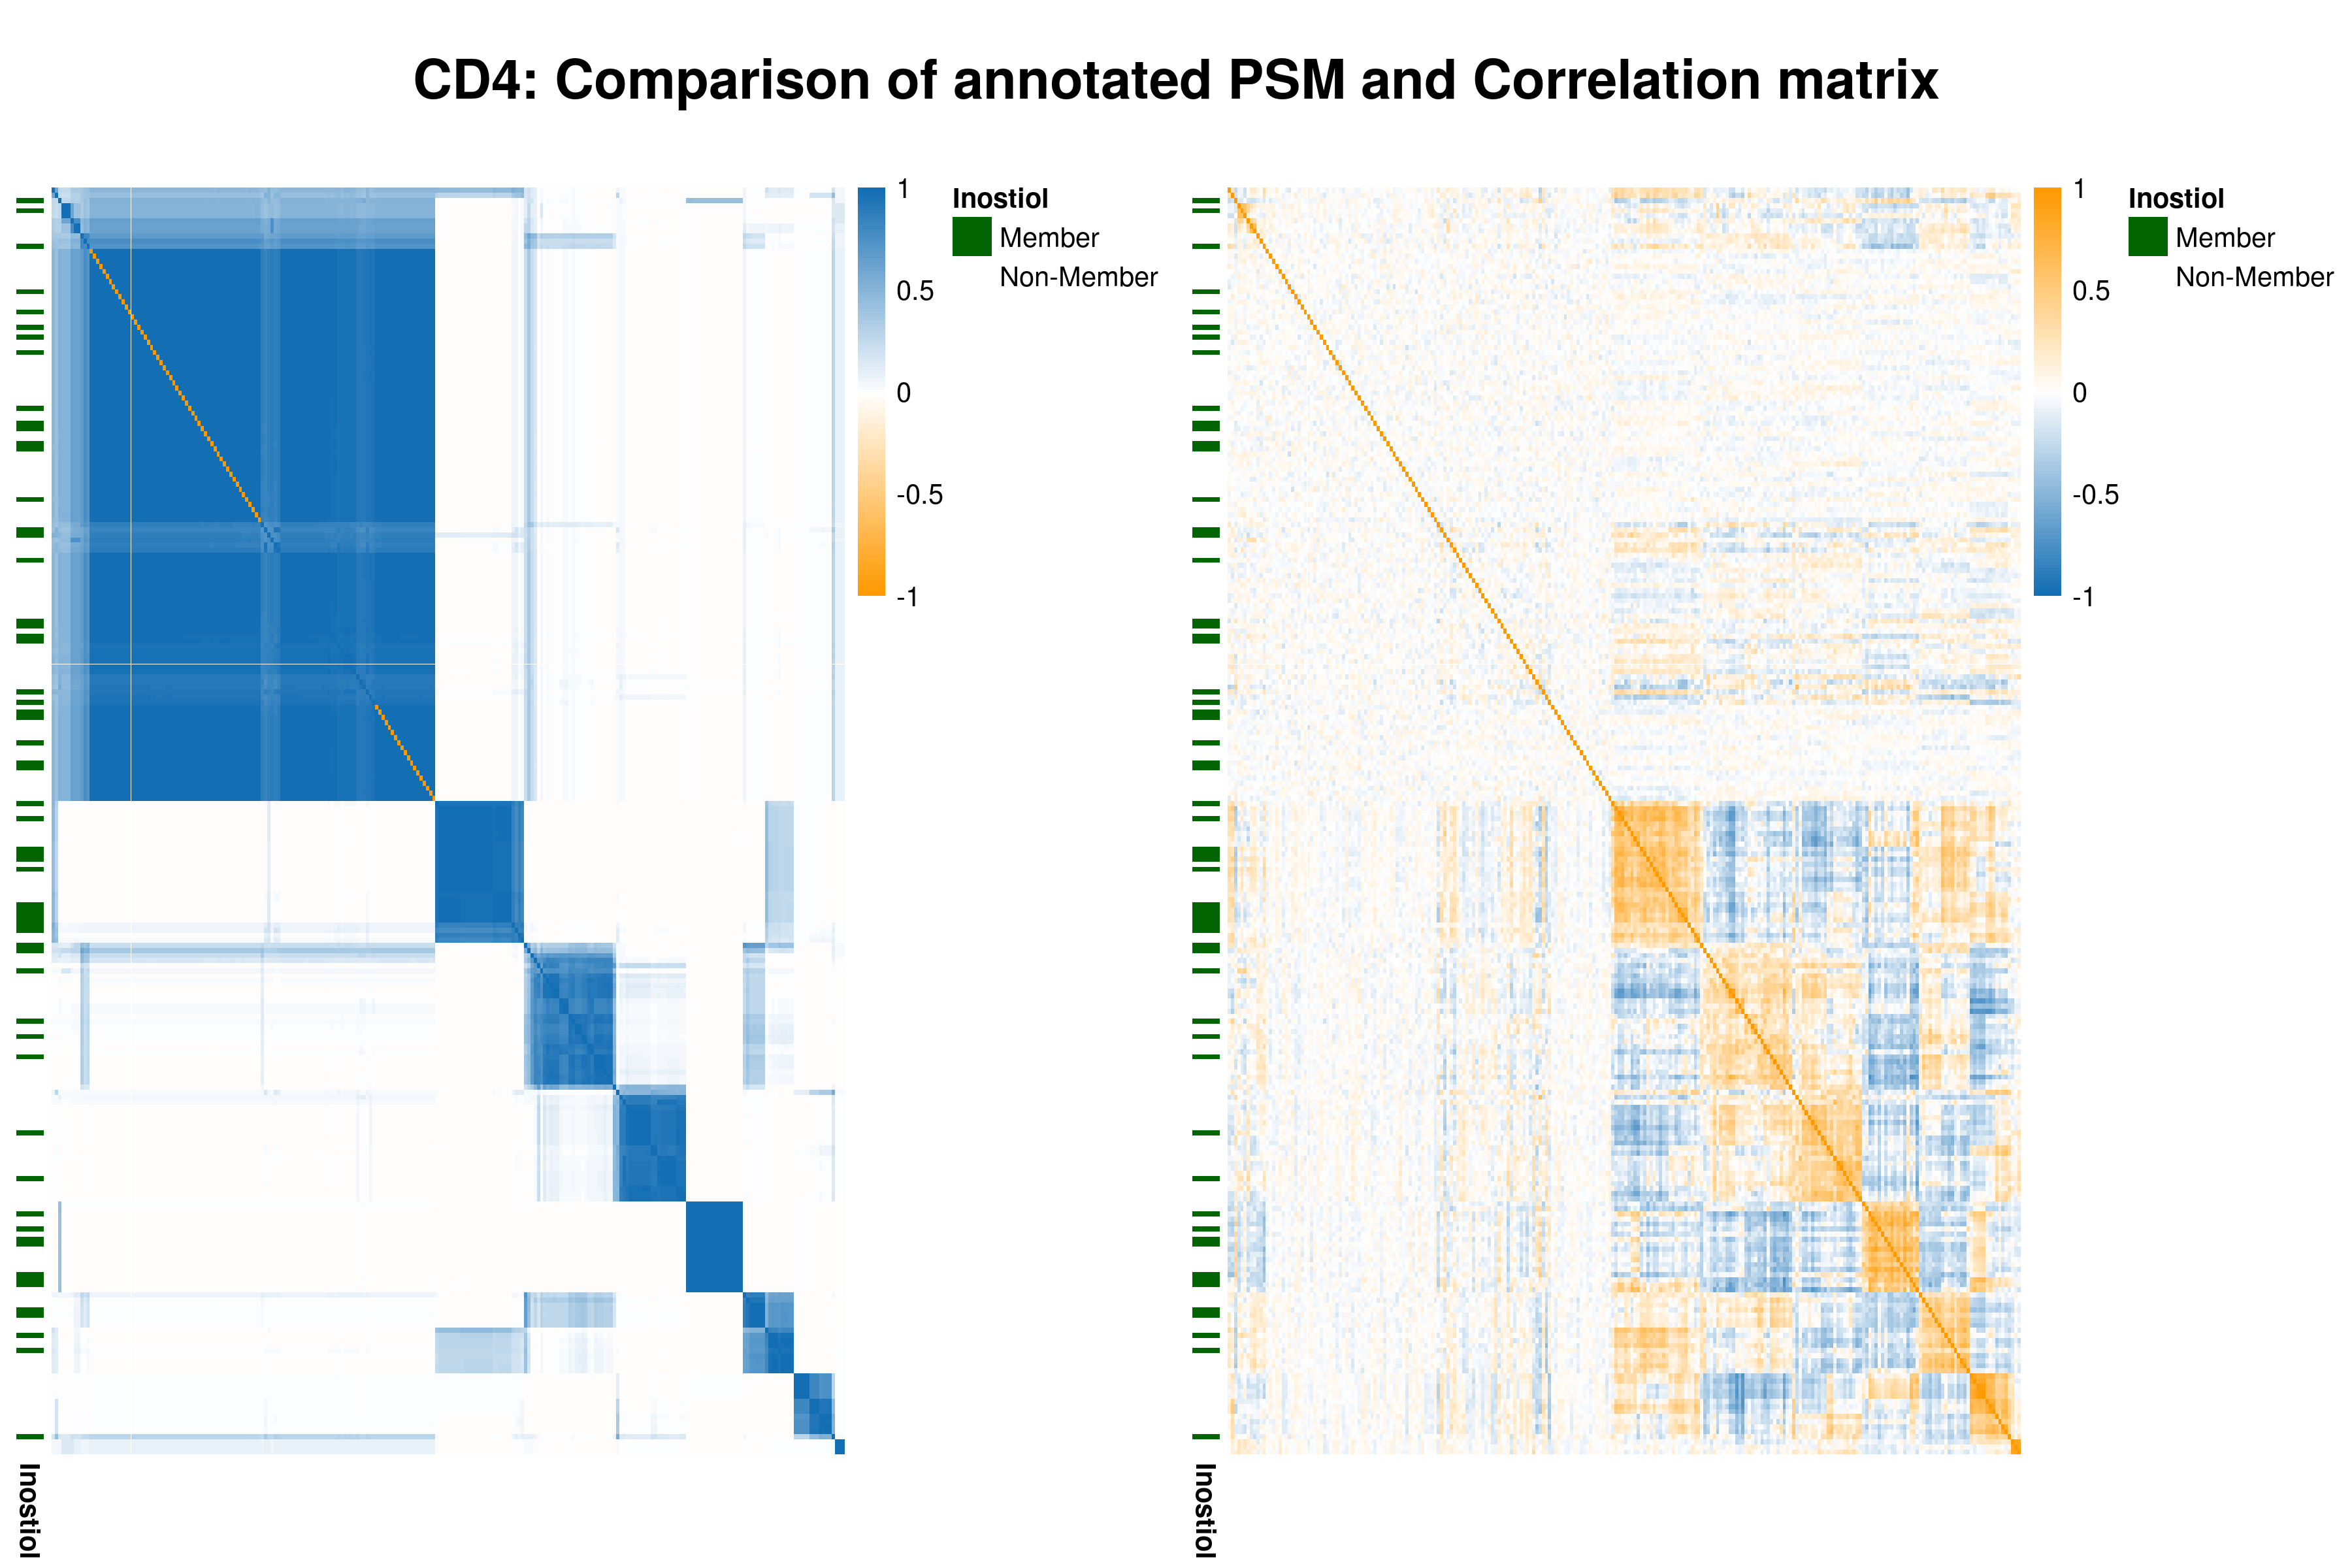 CD4: Comparison of annotated PSM and Correlation matrix
1
0.5
0
-0.5
-1
Inostiol
Member
Non-Member
Inostiol
1
0.5
0
-0.5
-1
Inostiol
Member
Non-Member
Inostiol